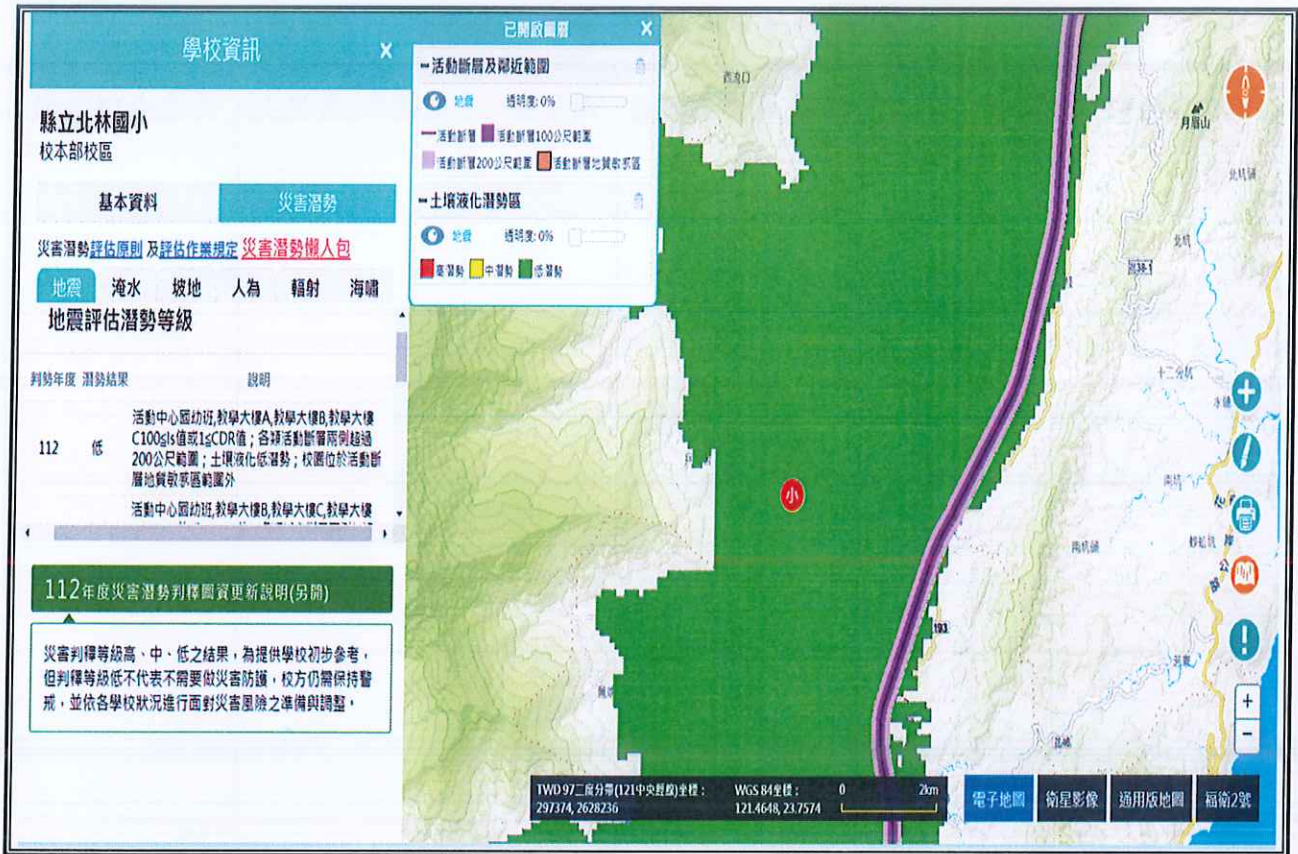 學校資訊 ×
縣立北林國小
校本部校區
基本資料 災害潛勢
災害潛勢評估原則 及評估作業規定 災害潛勢懶人包
地震 淹水 坡地 人為 輻射 海嘯
地震評估潛勢等級
判勢年度 潛勢結果 說明
112 低
活動中心國幼班,教學大樓A,教學大樓B,教學大樓
C100≦Is值或1≦CDR值；各類活動斷層兩側超過
200公尺範圍；土壤液化低潛勢；校園位於活動斷
層地質敏感區範圍外
活動中心國幼班,教學大樓B,教學大樓C,教學大樓
112年度災害潛勢判釋圖資更新說明(另開)
災害判釋等級高、中、低之結果，為提供學校初步參考，
但判釋等級低不代表不需要做災害防護，校方仍需保持警
戒，並依各學校狀況進行面對災害風險之準備與調整。
已開啟圖層 ×
活動斷層及鄰近範圍
地震 透明度: 0%
活動斷層 活動斷層100公尺範圍
活動斷層200公尺範圍 活動斷層地質敏感區
土壤液化潛勢區
地震 透明度: 0%
高潛勢 中潛勢 低潛勢
西流口
月眉山
北坑頭
北坑
十二分坑
水
南坑
南坑頭
小
193
TWD 97二度分帶(121中央經線)坐標：
297374, 2628236
WGS 84坐標：
121.4648, 23.7574
0 2km
電子地圖 衛星影像 通用版地圖 福衛2號
+
−